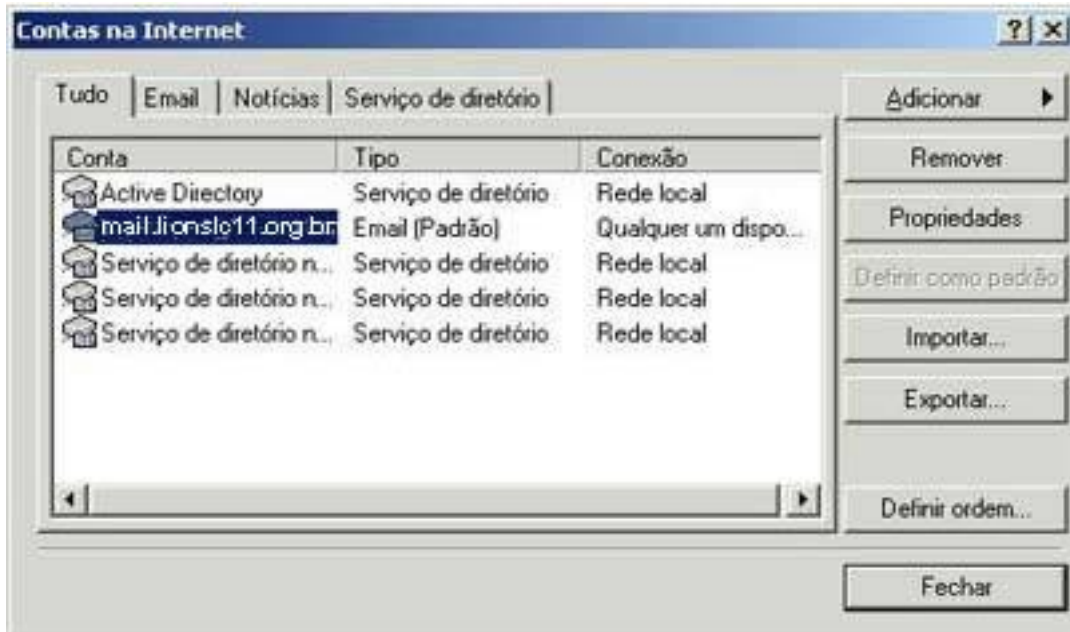 Contas na Internet
Tudo Email Notícias Serviço de diretório
Conta Tipo Conexão
Active Directory Serviço de diretório Rede local
mail.lionslc11.org.br Email (Padrão) Qualquer um dispo...
Serviço de diretório n... Serviço de diretório Rede local
Serviço de diretório n... Serviço de diretório Rede local
Serviço de diretório n... Serviço de diretório Rede local
Adicionar
Remover
Propriedades
Definir como padrão
Importar...
Exportar...
Definir ordem...
Fechar